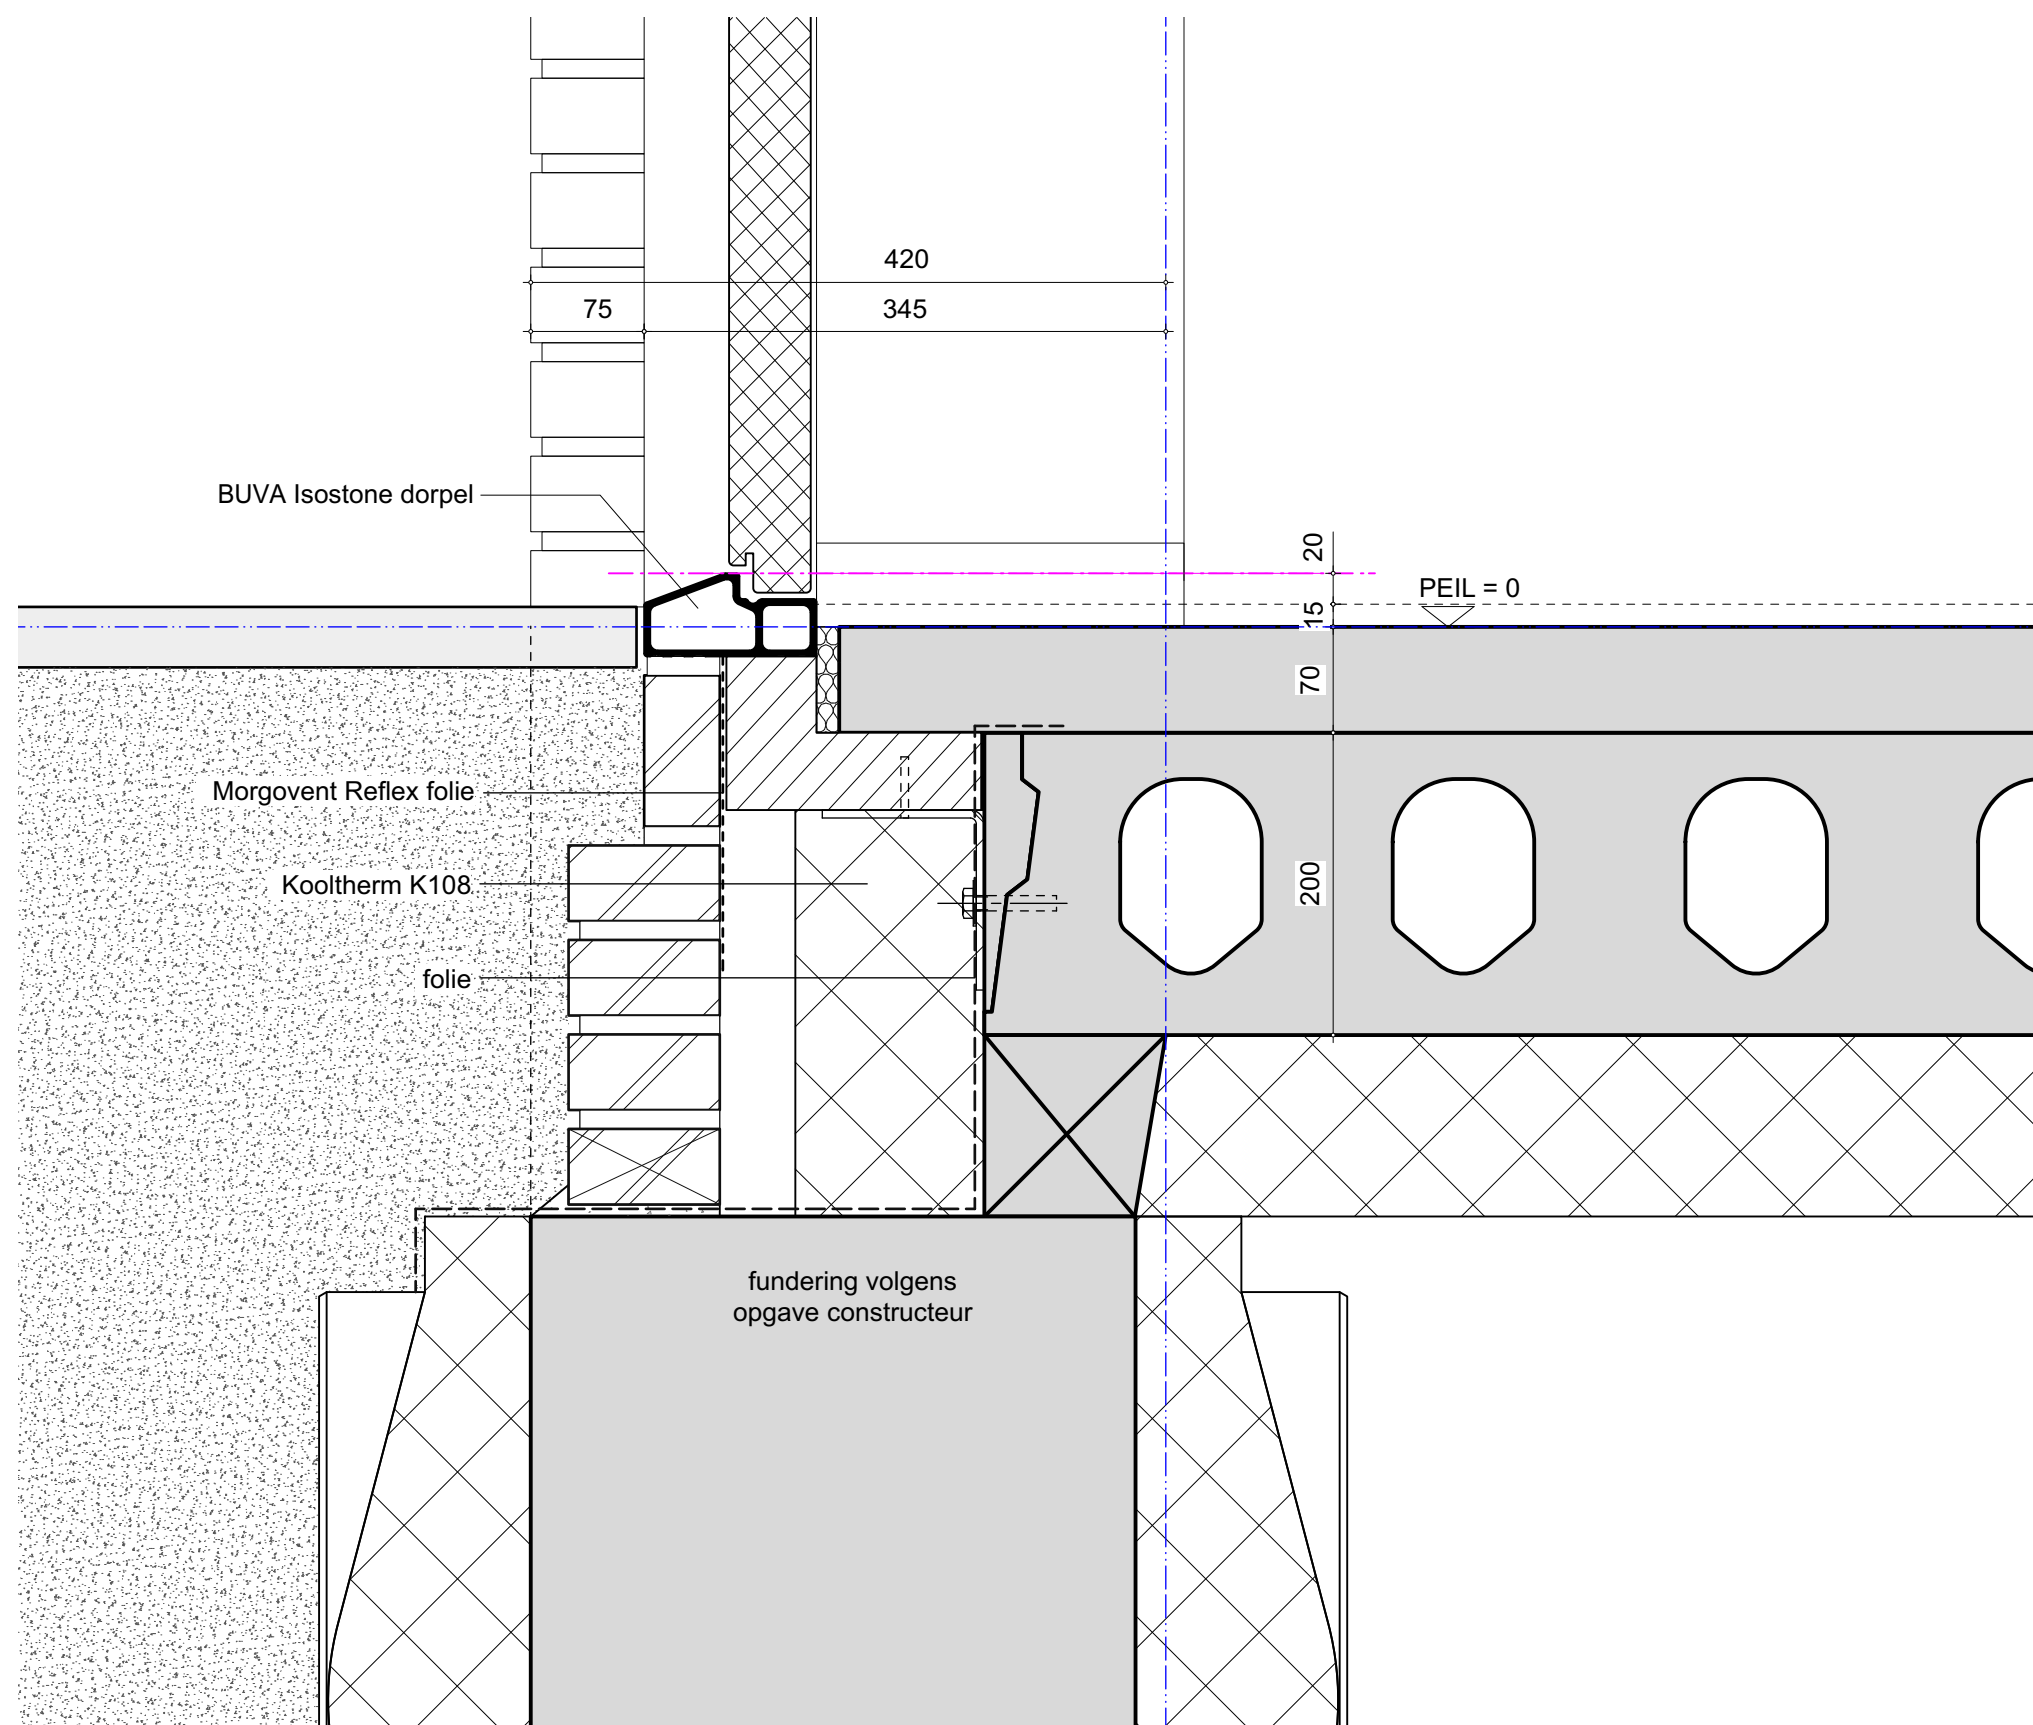 420
75
345
BUVA Isostone dorpel
20
PEIL = 0
15
70
Morgovent Reflex folie
Kooltherm K108
200
folie
fundering volgens
opgave constructeur